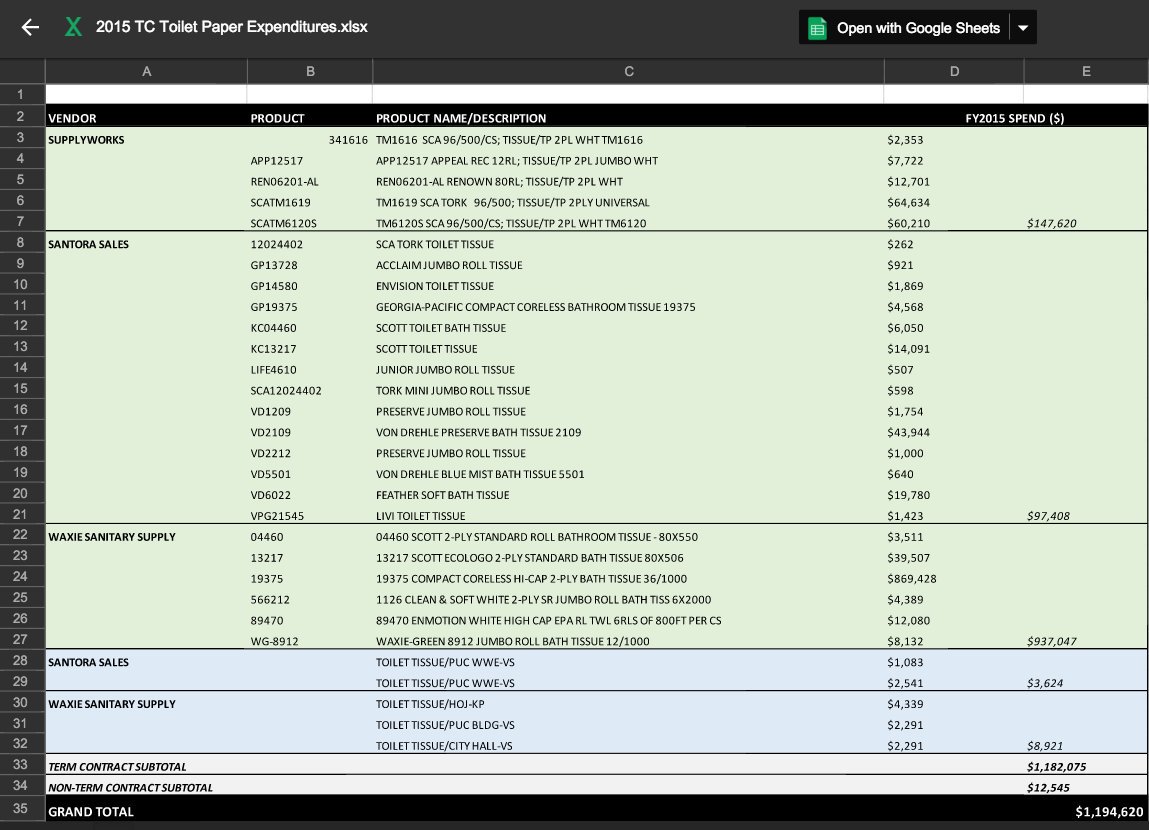 2015 TC Toilet Paper Expenditures.xlsx Open with Google Sheets
A B C D E
1
2 VENDOR PRODUCT PRODUCT NAME/DESCRIPTION FY2015 SPEND ($)
3 SUPPLYWORKS 341616 TM1616 SCA 96/500/CS; TISSUE/TP 2PL WHT TM1616 $2,353
4 APP12517 APP12517 APPEAL REC 12RL; TISSUE/TP 2PL JUMBO WHT $7,722
5 REN06201-AL REN06201-AL RENOWN 80RL; TISSUE/TP 2PL WHT $12,701
6 SCATM1619 TM1619 SCA TORK 96/500; TISSUE/TP 2PLY UNIVERSAL $64,634
7 SCATM6120S TM6120S SCA 96/500/CS; TISSUE/TP 2PL WHT TM6120 $60,210 $147,620
8 SANTORA SALES 12024402 SCA TORK TOILET TISSUE $262
9 GP13728 ACCLAIM JUMBO ROLL TISSUE $921
10 GP14580 ENVISION TOILET TISSUE $1,869
11 GP19375 GEORGIA-PACIFIC COMPACT CORELESS BATHROOM TISSUE 19375 $4,568
12 KC04460 SCOTT TOILET BATH TISSUE $6,050
13 KC13217 SCOTT TOILET TISSUE $14,091
14 LIFE4610 JUNIOR JUMBO ROLL TISSUE $507
15 SCA12024402 TORK MINI JUMBO ROLL TISSUE $598
16 VD1209 PRESERVE JUMBO ROLL TISSUE $1,754
17 VD2109 VON DREHLE PRESERVE BATH TISSUE 2109 $43,944
18 VD2212 PRESERVE JUMBO ROLL TISSUE $1,000
19 VD5501 VON DREHLE BLUE MIST BATH TISSUE 5501 $640
20 VD6022 FEATHER SOFT BATH TISSUE $19,780
21 VPG21545 LIVI TOILET TISSUE $1,423 $97,408
22 WAXIE SANITARY SUPPLY 04460 04460 SCOTT 2-PLY STANDARD ROLL BATHROOM TISSUE - 80X550 $3,511
23 13217 13217 SCOTT ECOLOGO 2-PLY STANDARD BATH TISSUE 80X506 $39,507
24 19375 19375 COMPACT CORELESS HI-CAP 2-PLY BATH TISSUE 36/1000 $869,428
25 566212 1126 CLEAN & SOFT WHITE 2-PLY SR JUMBO ROLL BATH TISS 6X2000 $4,389
26 89470 89470 ENMOTION WHITE HIGH CAP EPA RL TWL 6RLS OF 800FT PER CS $12,080
27 WG-8912 WAXIE-GREEN 8912 JUMBO ROLL BATH TISSUE 12/1000 $8,132 $937,047
28 SANTORA SALES TOILET TISSUE/PUC WWE-VS $1,083
29 TOILET TISSUE/PUC WWE-VS $2,541 $3,624
30 WAXIE SANITARY SUPPLY TOILET TISSUE/HOJ-KP $4,339
31 TOILET TISSUE/PUC BLDG-VS $2,291
32 TOILET TISSUE/CITY HALL-VS $2,291 $8,921
33 TERM CONTRACT SUBTOTAL $1,182,075
34 NON-TERM CONTRACT SUBTOTAL $12,545
35 GRAND TOTAL $1,194,620